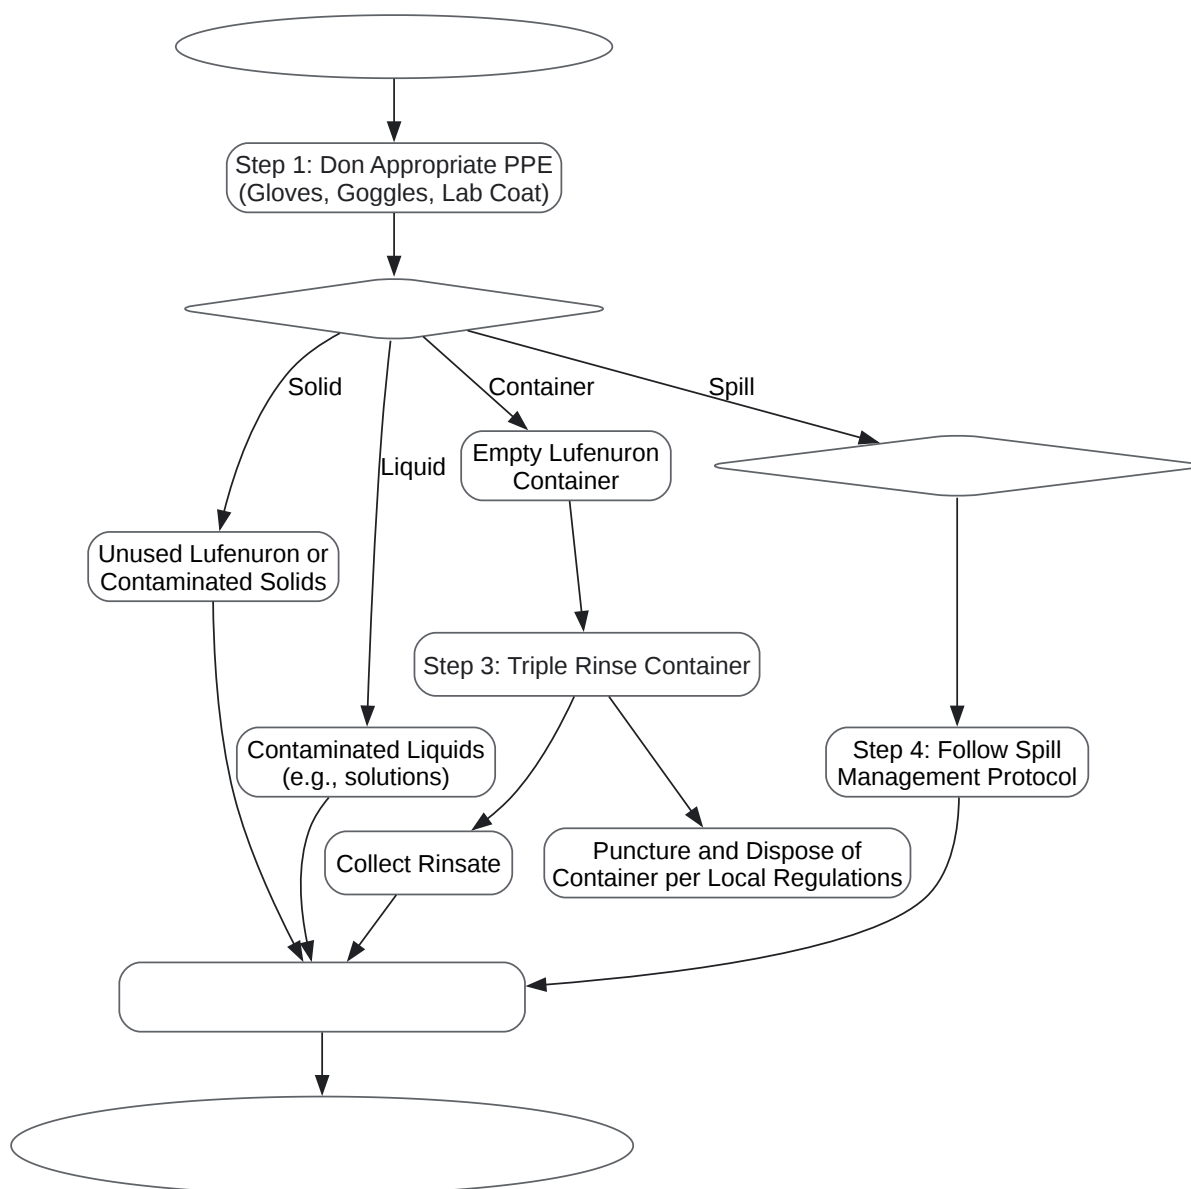 Step 1: Don Appropriate PPE
(Gloves, Goggles, Lab Coat)
Solid
Container
Spill
Liquid
Empty Lufenuron
Container
Unused Lufenuron or
Contaminated Solids
Step 3: Triple Rinse Container
Contaminated Liquids
(e.g., solutions)
Step 4: Follow Spill
Management Protocol
Collect Rinsate
Puncture and Dispose of
Container per Local Regulations